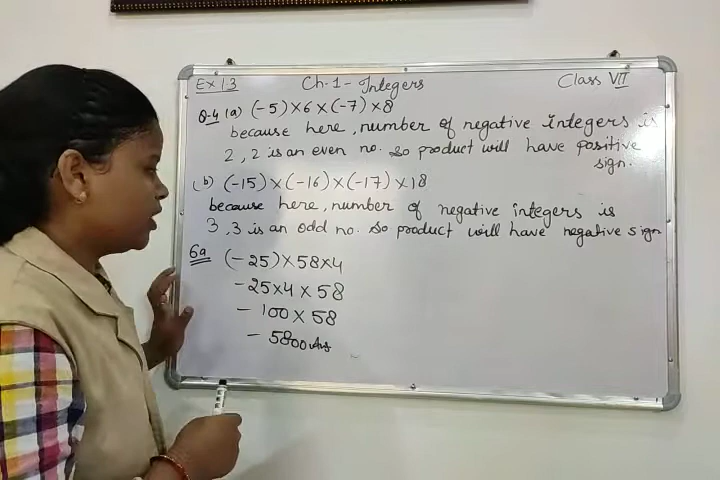 Ex 1.3 Ch-1-Integers Class VII
Q-4 (a) (-5)×6×(-7)×8
because here, number of negative integers is
2, 2 is an even no. So product will have positive
sign.
(b) (-15)×(-16)×(-17)×18
because here, number of negative integers is
3, 3 is an odd no. So product will have negative sign
6a (-25)×58×4
-25×4×58
-100×58
-5800 Ans